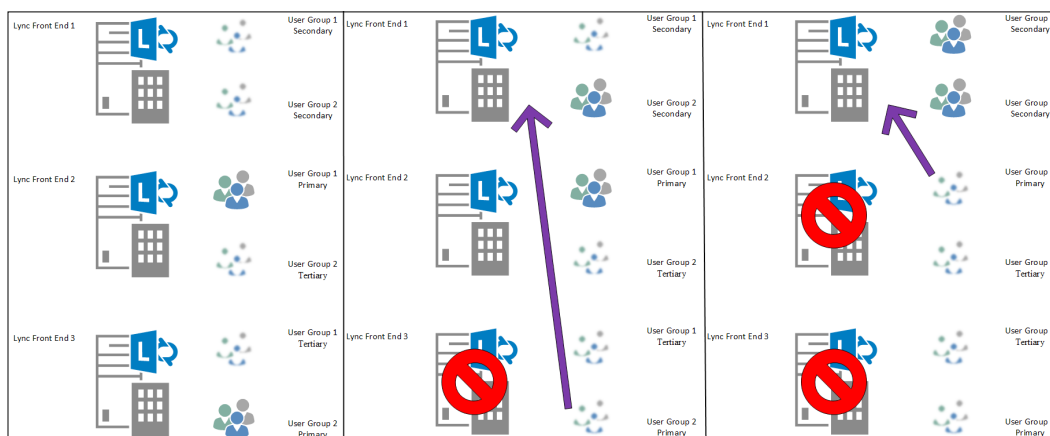 Lync Front End 1
User Group 1
Secondary
User Group 2
Secondary
Lync Front End 2
User Group 1
Primary
User Group 2
Tertiary
Lync Front End 3
User Group 1
Tertiary
User Group 2
Primary
Lync Front End 1
User Group 1
Secondary
User Group 2
Secondary
Lync Front End 2
User Group 1
Primary
User Group 2
Tertiary
Lync Front End 3
User Group 1
Tertiary
User Group 2
Primary
Lync Front End 1
User Group
Secondary
User Group
Secondary
Lync Front End 2
User Group
Primary
User Group
Tertiary
Lync Front End 3
User Group
Tertiary
User Group
Primary